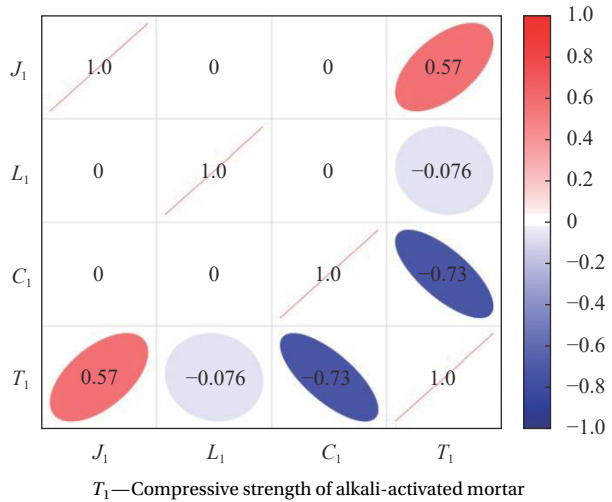 1.0
J₁ 1.0 0 0 0.57 0.8
0.6
L₁ 0 1.0 0 −0.076 0.4
0.2
0
C₁ 0 0 1.0 −0.73 −0.2
−0.4
−0.6
T₁ 0.57 −0.076 −0.73 1.0 −0.8
−1.0
J₁ L₁ C₁ T₁
T₁—Compressive strength of alkali-activated mortar